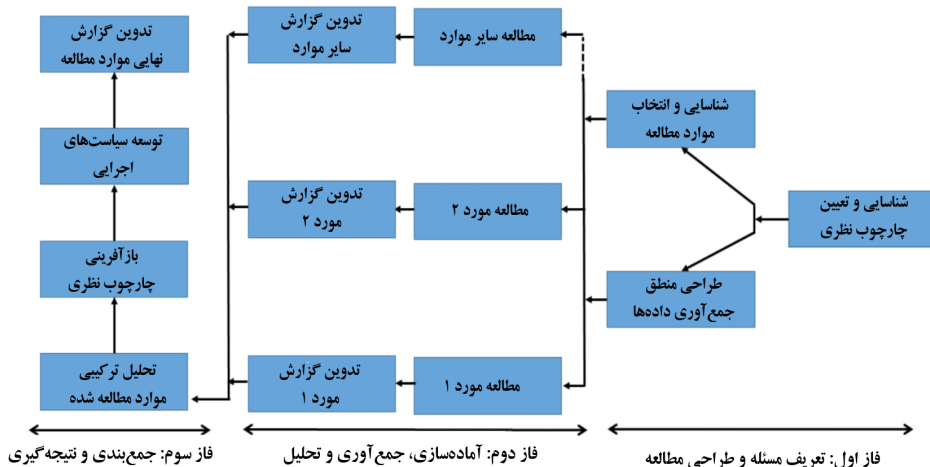 شناسایی و تعیین
چارچوب نظری
شناسایی و انتخاب
موارد مطالعه
طراحی منطق
جمع‌آوری داده‌ها
مطالعه سایر موارد
تدوین گزارش
سایر موارد
مطالعه مورد ۲
تدوین گزارش
مورد ۲
مطالعه مورد ۱
تدوین گزارش
مورد ۱
تدوین گزارش
نهایی موارد مطالعه
توسعه سیاست‌های
اجرایی
بازآفرینی
چارچوب نظری
تحلیل ترکیبی
موارد مطالعه شده
فاز اول: تعریف مسئله و طراحی مطالعه
فاز دوم: آماده‌سازی، جمع‌آوری و تحلیل
فاز سوم: جمع‌بندی و نتیجه‌گیری